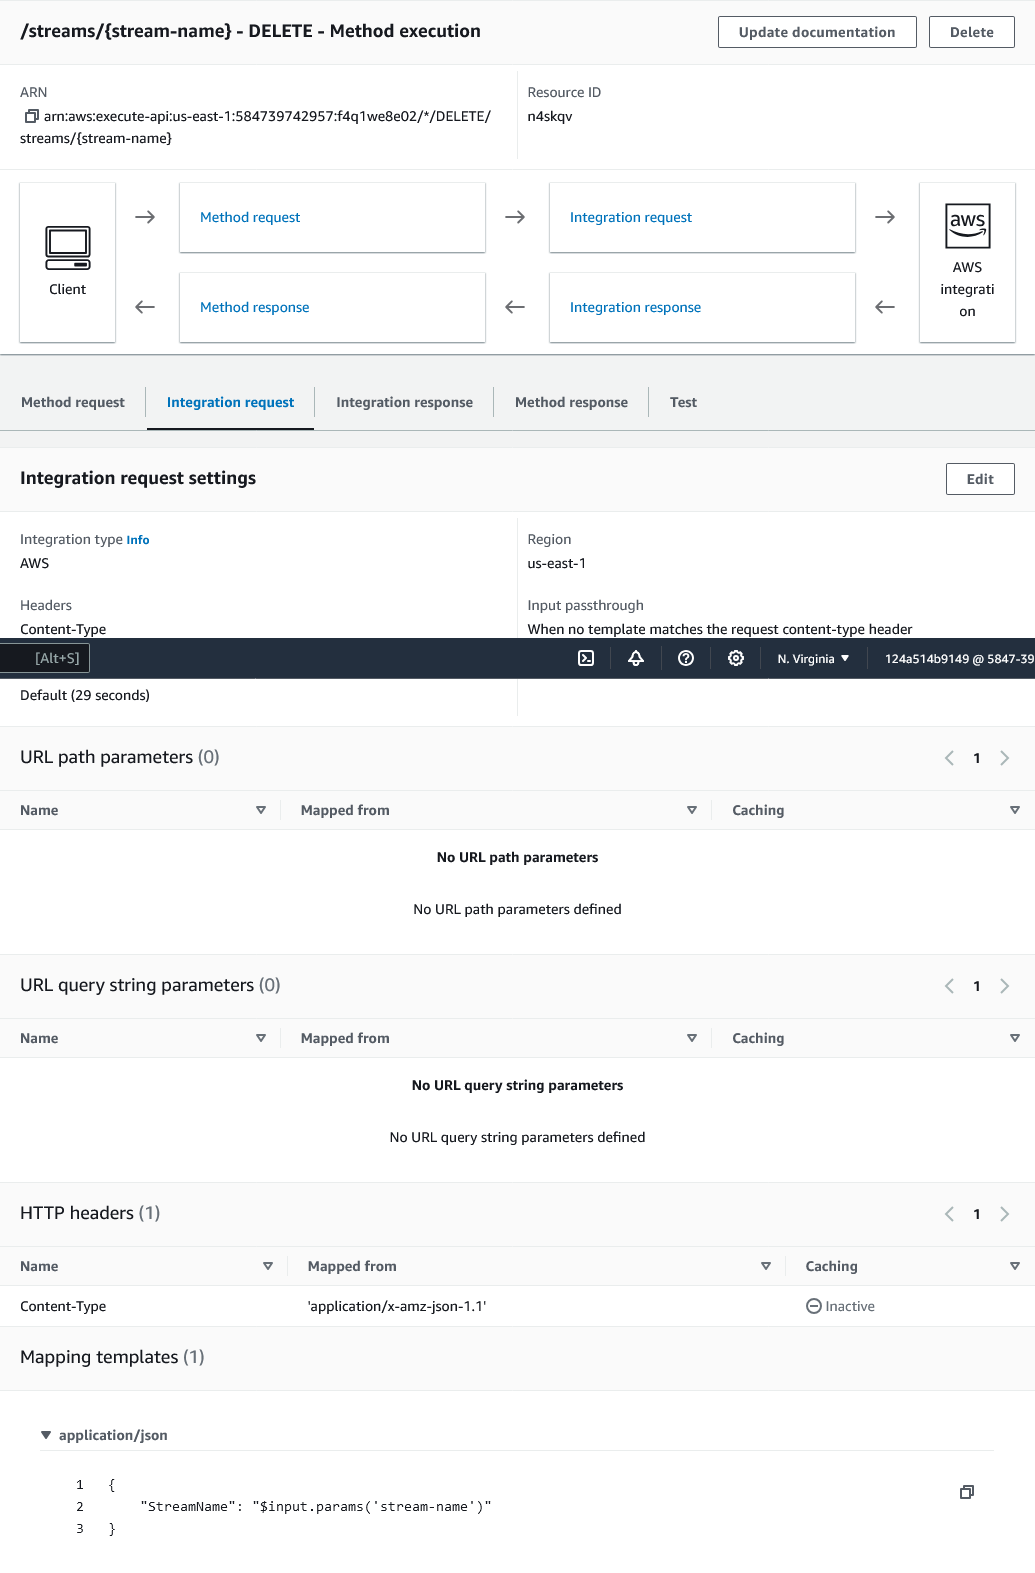 /streams/{stream-name} - DELETE - Method execution
Update documentation
Delete
ARN
arn:aws:execute-api:us-east-1:584739742957:f4q1we8e02/*/DELETE/
streams/{stream-name}
Resource ID
n4skqv
Client
Method request
Integration request
aws
AWS
integrati
on
Method response
Integration response
Method request
Integration request
Integration response
Method response
Test
Integration request settings
Edit
Integration type Info
AWS
Region
us-east-1
Headers
Content-Type
Input passthrough
When no template matches the request content-type header
[Alt+S]
N. Virginia
124a514b9149 @ 5847-39
Default (29 seconds)
URL path parameters (0)
1
Name
Mapped from
Caching
No URL path parameters
No URL path parameters defined
URL query string parameters (0)
1
Name
Mapped from
Caching
No URL query string parameters
No URL query string parameters defined
HTTP headers (1)
1
Name
Mapped from
Caching
Content-Type
'application/x-amz-json-1.1'
Inactive
Mapping templates (1)
application/json
1 {
2 "StreamName": "$input.params('stream-name')"
3 }